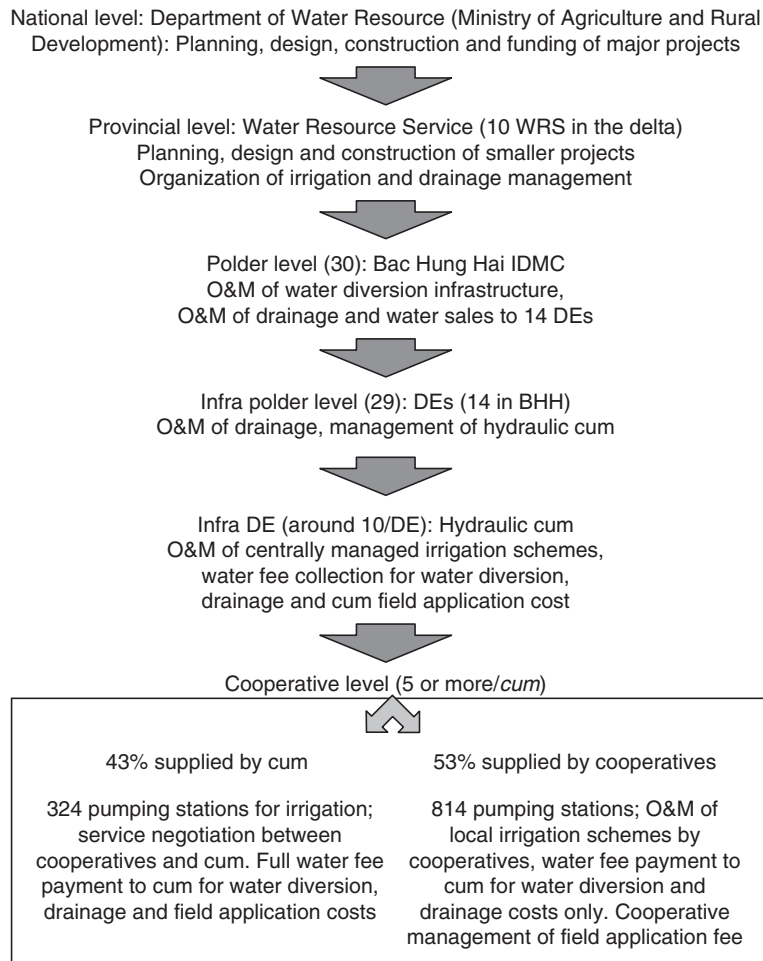 National level: Department of Water Resource (Ministry of Agriculture and Rural
Development): Planning, design, construction and funding of major projects
Provincial level: Water Resource Service (10 WRS in the delta)
Planning, design and construction of smaller projects
Organization of irrigation and drainage management
Polder level (30): Bac Hung Hai IDMC
O&M of water diversion infrastructure,
O&M of drainage and water sales to 14 DEs
Infra polder level (29): DEs (14 in BHH)
O&M of drainage, management of hydraulic cum
Infra DE (around 10/DE): Hydraulic cum
O&M of centrally managed irrigation schemes,
water fee collection for water diversion,
drainage and cum field application cost
Cooperative level (5 or more/cum)
43% supplied by cum
324 pumping stations for irrigation;
service negotiation between
cooperatives and cum. Full water fee
payment to cum for water diversion,
drainage and field application costs
53% supplied by cooperatives
814 pumping stations; O&M of
local irrigation schemes by
cooperatives, water fee payment to
cum for water diversion and
drainage costs only. Cooperative
management of field application fee